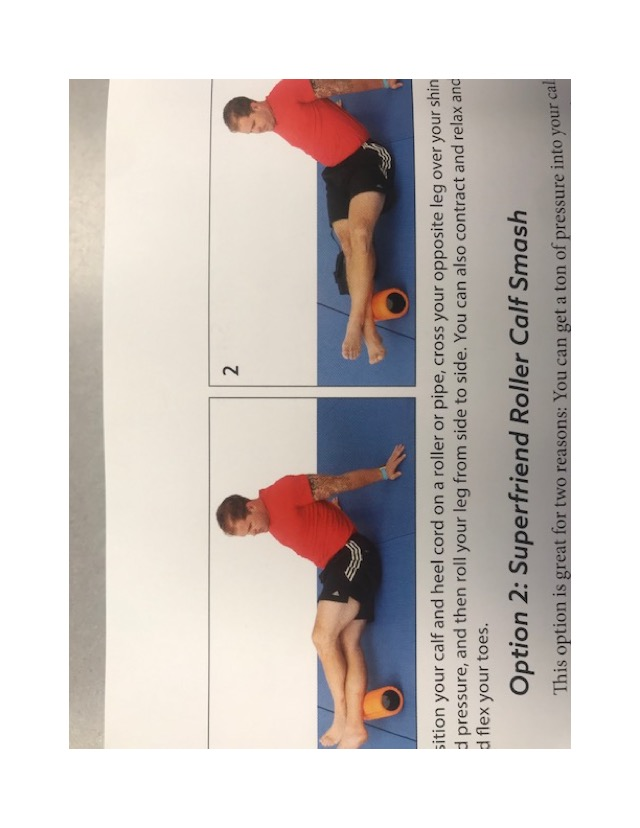 2
sition your calf and heel cord on a roller or pipe, cross your opposite leg over your shin
d pressure, and then roll your leg from side to side. You can also contract and relax and
d flex your toes.
Option 2: Superfriend Roller Calf Smash
This option is great for two reasons: You can get a ton of pressure into your cal